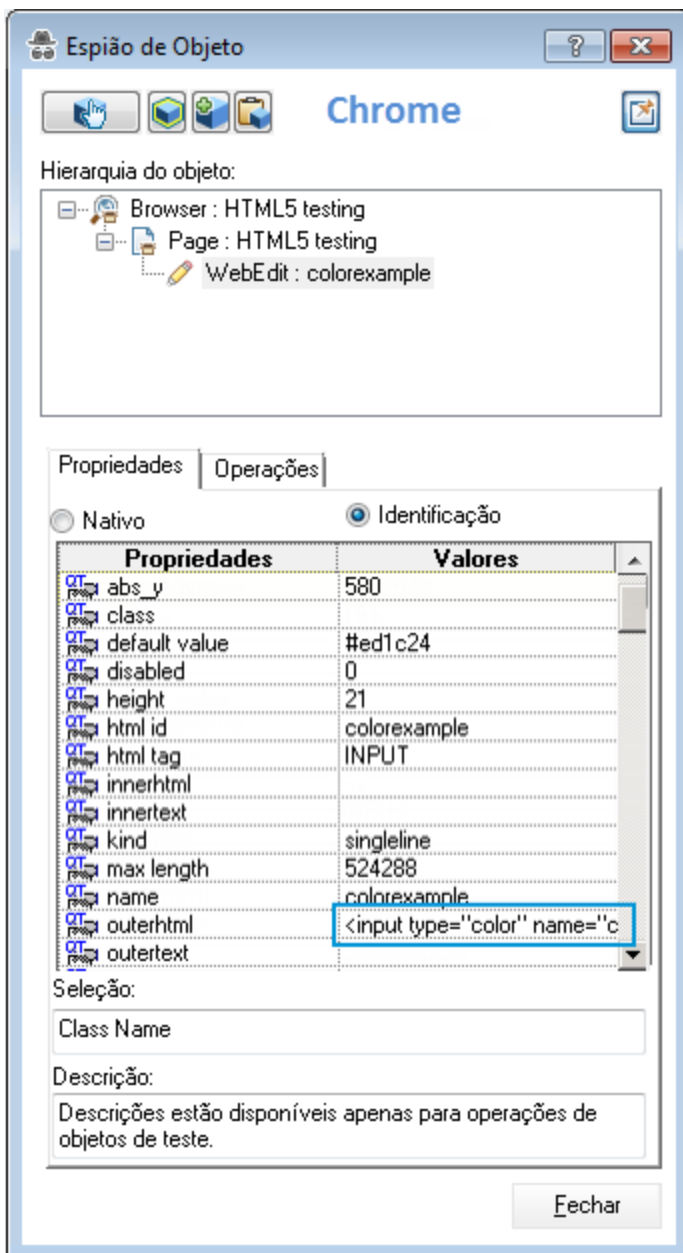 Espião de Objeto
Chrome
Hierarquia do objeto:
Browser : HTML5 testing
Page : HTML5 testing
WebEdit : colorexample
Propriedades Operações
Nativo Identificação
Propriedades Valores
abs_y 580
class
default value #ed1c24
disabled 0
height 21
html id colorexample
html tag INPUT
innerhtml
innertext
kind singleline
max length 524288
name colorexample
outerhtml <input type="color" name="c
outertext
Seleção:
Class Name
Descrição:
Descrições estão disponíveis apenas para operações de
objetos de teste.
Fechar